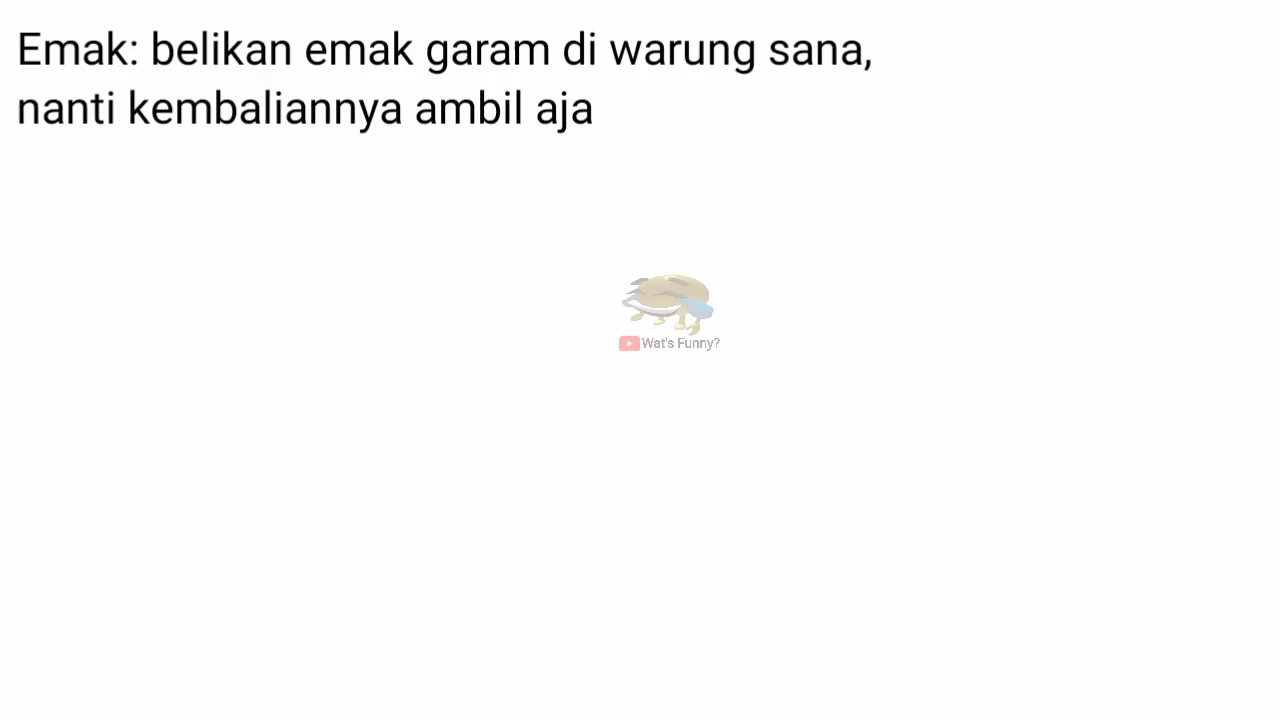 Emak: belikan emak garam di warung sana,
nanti kembaliannya ambil aja
Wat's Funny?